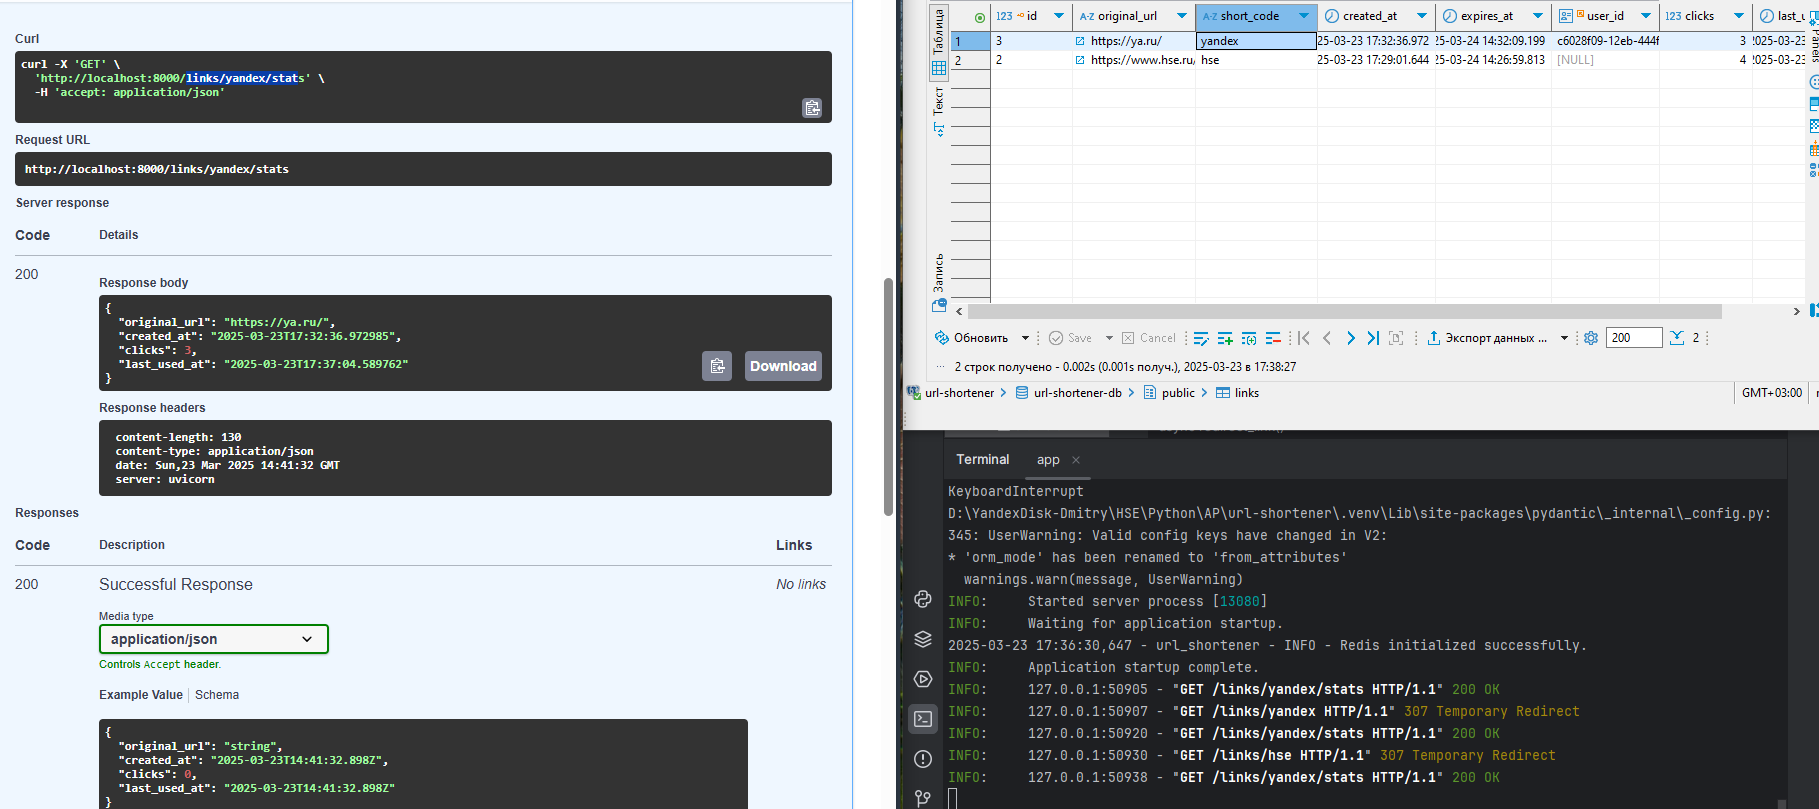 Curl
curl -X 'GET' \
'http://localhost:8000/links/yandex/stats' \
-H 'accept: application/json'
Request URL
http://localhost:8000/links/yandex/stats
Server response
Code Details
200
Response body
{
"original_url": "https://ya.ru/",
"created_at": "2025-03-23T17:32:36.972985",
"clicks": 3,
"last_used_at": "2025-03-23T17:37:04.589762"
}
Download
Response headers
content-length: 130
content-type: application/json
date: Sun,23 Mar 2025 14:41:32 GMT
server: uvicorn
Responses
Code Description Links
200 Successful Response No links
Media type
application/json
Controls Accept header.
Example Value Schema
{
"original_url": "string",
"created_at": "2025-03-23T14:41:32.898Z",
"clicks": 0,
"last_used_at": "2025-03-23T14:41:32.898Z"
}
Таблица
Текст
Запись
123 id A-Z original_url A-Z short_code created_at expires_at user_id 123 clicks last_u
1 3 https://ya.ru/ yandex 25-03-23 17:32:36.972 25-03-24 14:32:09.199 c6028f09-12eb-444f 3 2025-03-23
2 2 https://www.hse.ru/ hse 25-03-23 17:29:01.644 25-03-24 14:26:59.813 [NULL] 4 2025-03-23
Panels
Обновить Save Cancel Экспорт данных ... 200 2
2 строк получено - 0.002s (0.001s получ.), 2025-03-23 в 17:38:27
url-shortener url-shortener-db public links GMT+03:00
Terminal app
KeyboardInterrupt
D:\YandexDisk-Dmitry\HSE\Python\AP\url-shortener\.venv\Lib\site-packages\pydantic\_internal\_config.py:
345: UserWarning: Valid config keys have changed in V2:
* 'orm_mode' has been renamed to 'from_attributes'
warnings.warn(message, UserWarning)
INFO: Started server process [13080]
INFO: Waiting for application startup.
2025-03-23 17:36:30,647 - url_shortener - INFO - Redis initialized successfully.
INFO: Application startup complete.
INFO: 127.0.0.1:50905 - "GET /links/yandex/stats HTTP/1.1" 200 OK
INFO: 127.0.0.1:50907 - "GET /links/yandex HTTP/1.1" 307 Temporary Redirect
INFO: 127.0.0.1:50920 - "GET /links/yandex/stats HTTP/1.1" 200 OK
INFO: 127.0.0.1:50930 - "GET /links/hse HTTP/1.1" 307 Temporary Redirect
INFO: 127.0.0.1:50938 - "GET /links/yandex/stats HTTP/1.1" 200 OK